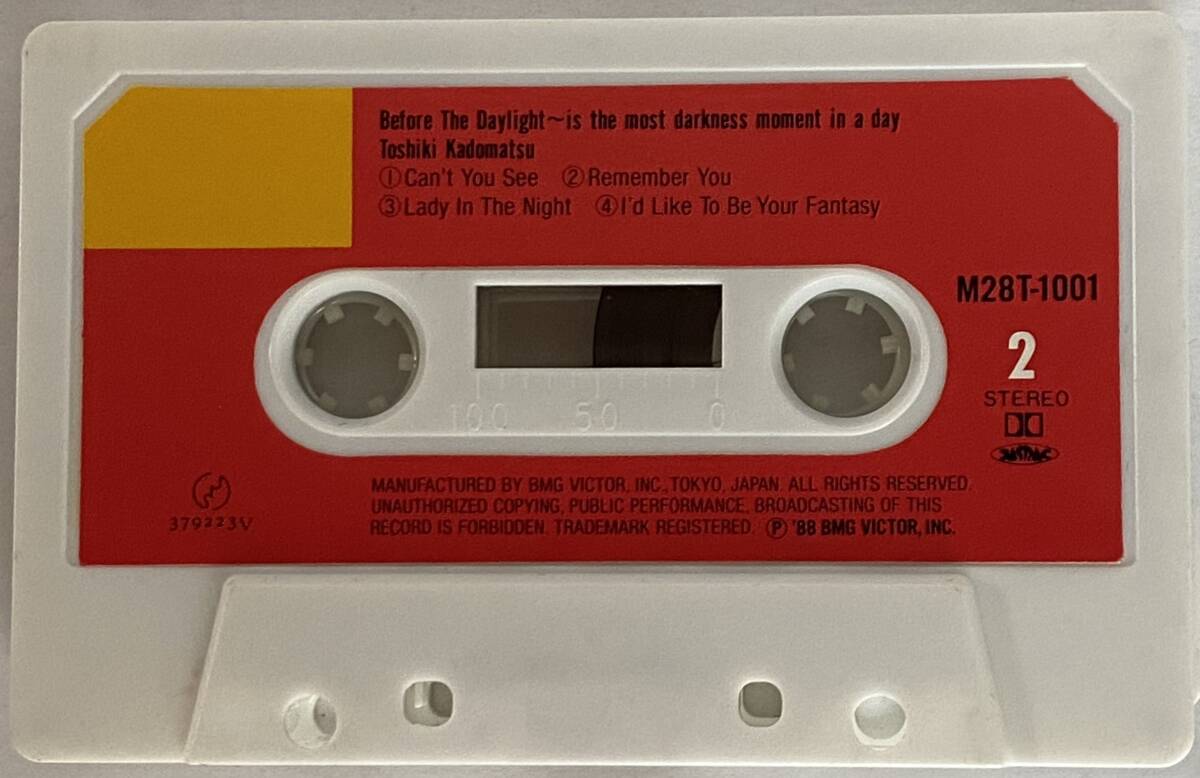 Before The Daylight~is the most darkness moment in a day
Toshiki Kadomatsu
①Can't You See ②Remember You
③Lady In The Night ④I'd Like To Be Your Fantasy
M28T-1001
2
STEREO
100 50 0
MANUFACTURED BY BMG VICTOR, INC., TOKYO, JAPAN. ALL RIGHTS RESERVED.
UNAUTHORIZED COPYING, PUBLIC PERFORMANCE, BROADCASTING OF THIS
RECORD IS FORBIDDEN. TRADEMARK REGISTERED. Ⓟ '88 BMG VICTOR, INC.
379223V